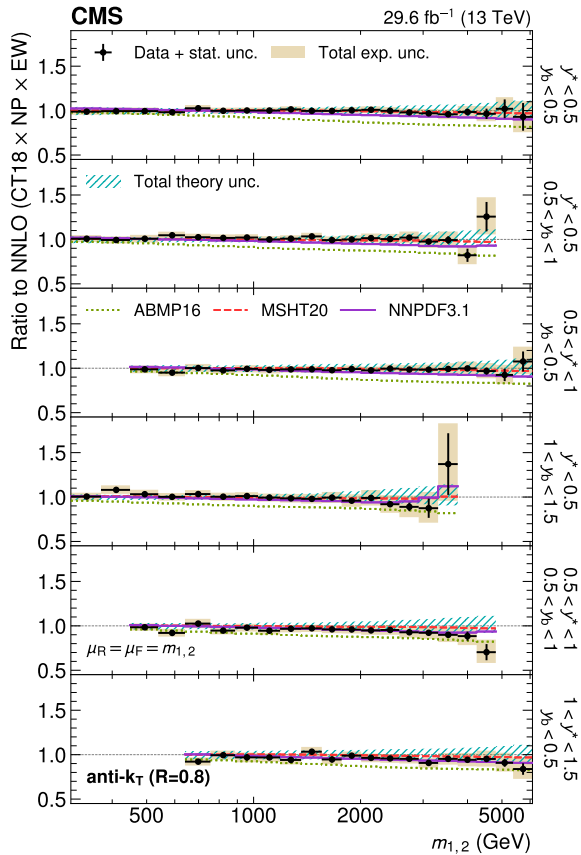 CMS
29.6 fb⁻¹ (13 TeV)
Ratio to NNLO (CT18 × NP × EW)
Data + stat. unc.
Total exp. unc.
1.5
1.0
0.5
y* < 0.5
y_b < 0.5
Total theory unc.
1.5
1.0
0.5
y* < 0.5
0.5 < y_b < 1
ABMP16
MSHT20
NNPDF3.1
1.5
1.0
0.5
0.5 < y* < 1
y_b < 0.5
1.5
1.0
0.5
y* < 0.5
1 < y_b < 1.5
1.5
1.0
0.5
μ_R = μ_F = m_1,2
0.5 < y* < 1
0.5 < y_b < 1
1.5
1.0
0.5
anti-k_T (R=0.8)
1 < y* < 1.5
y_b < 0.5
500 1000 2000 5000
m_1,2 (GeV)